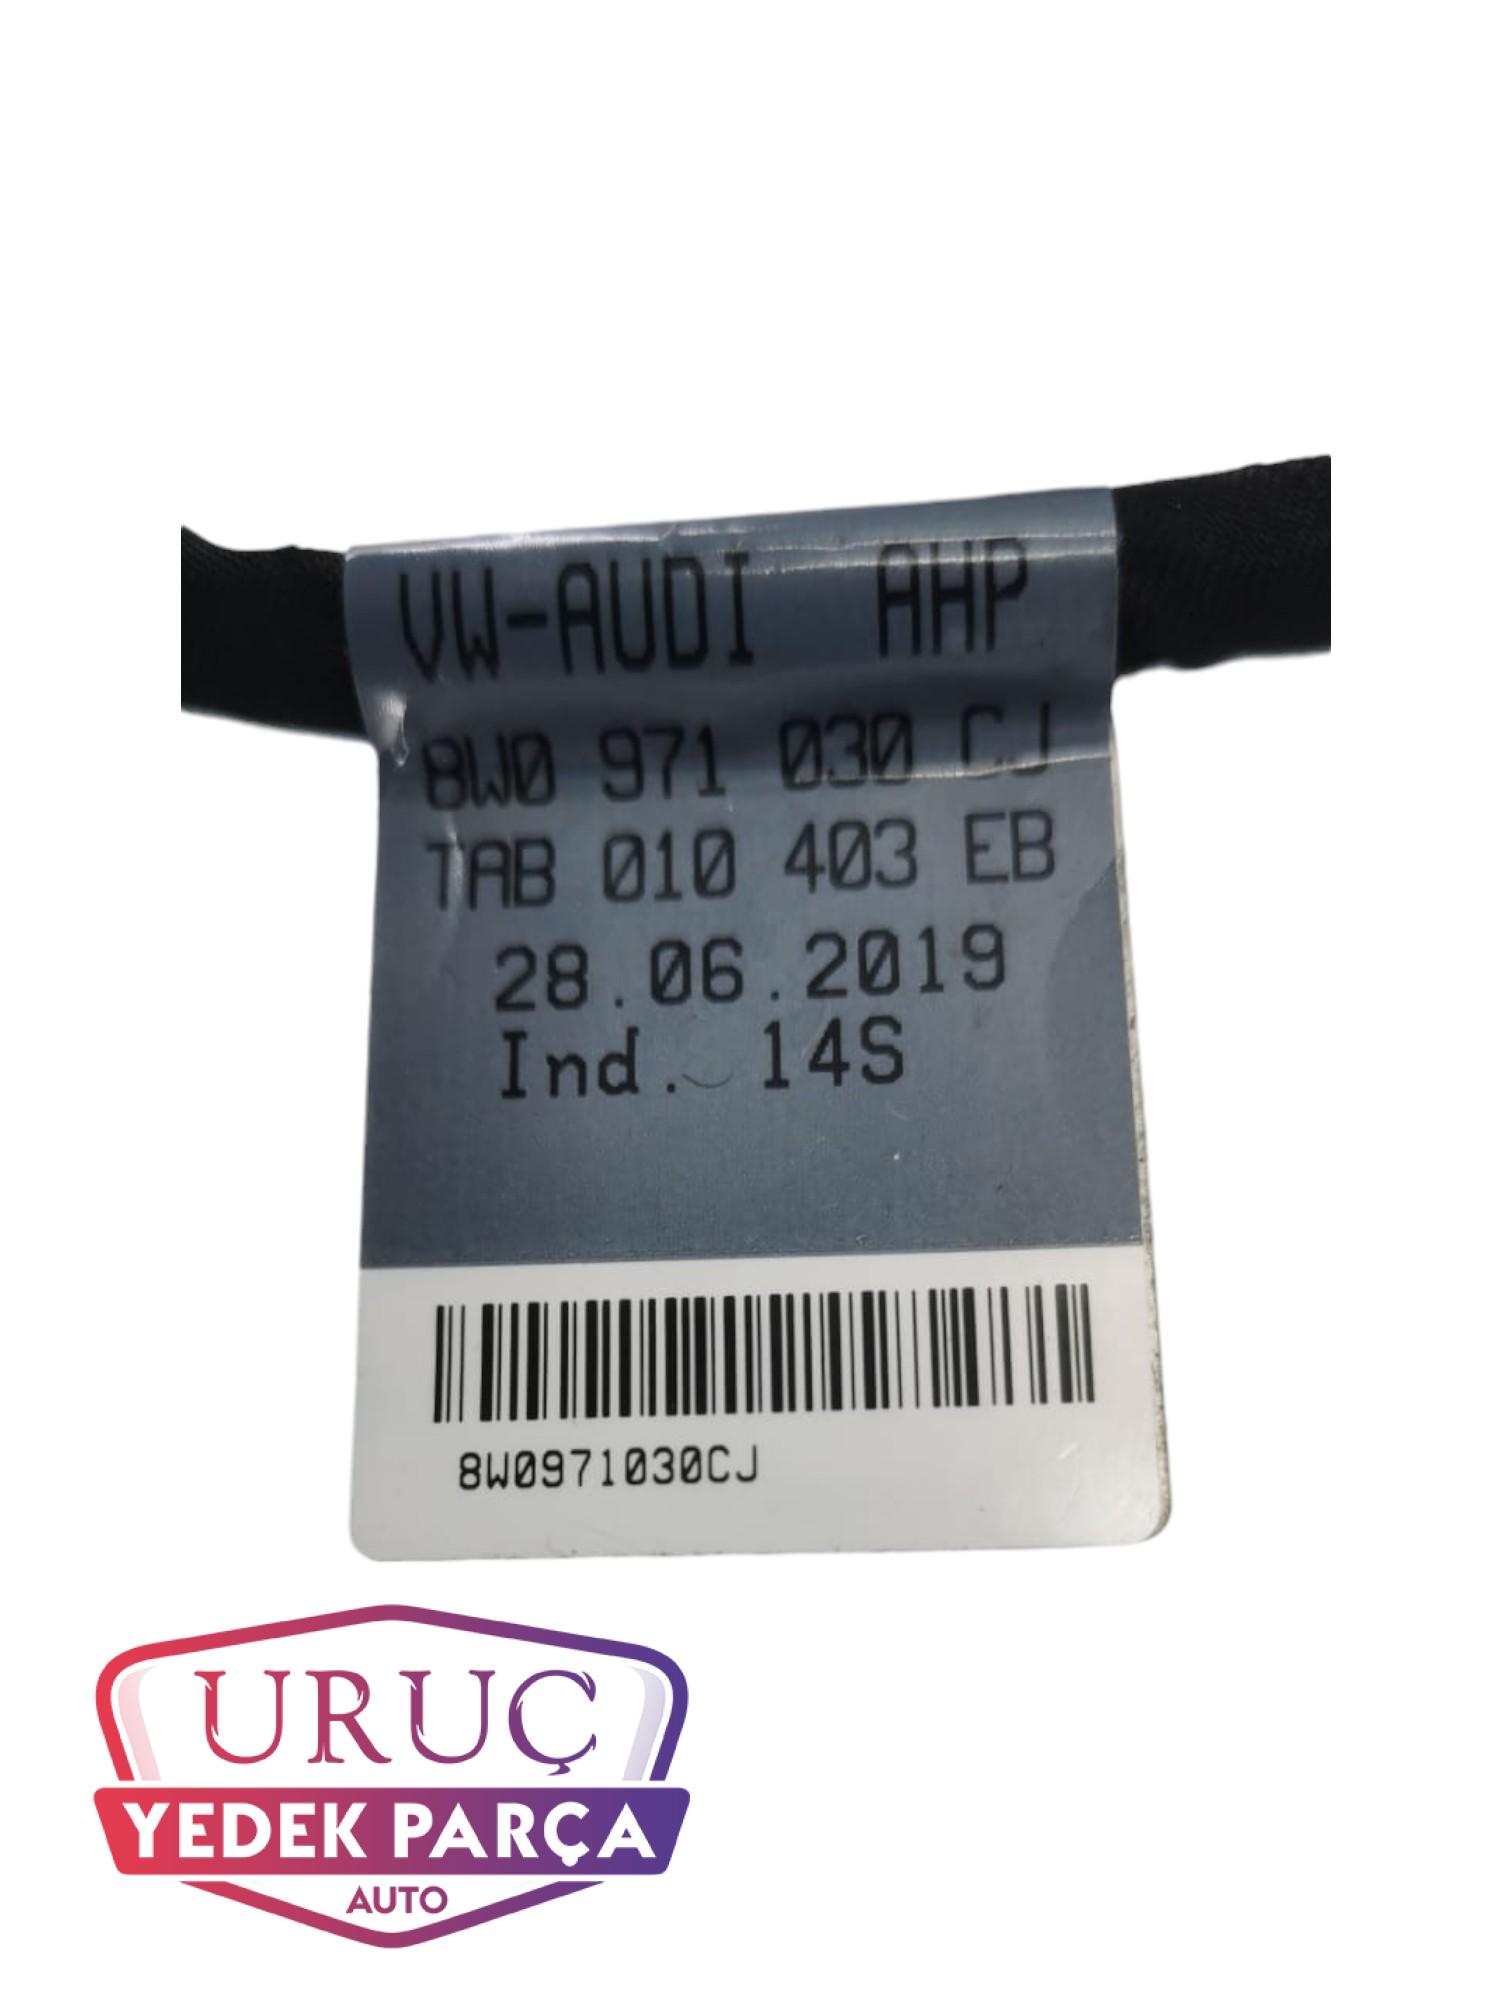 VW-AUDI AHP
8W0 971 030 CJ
TAB 010 403 EB
28.06.2019
Ind. 14S
8W0971030CJ
URUÇ
YEDEK PARÇA
AUTO